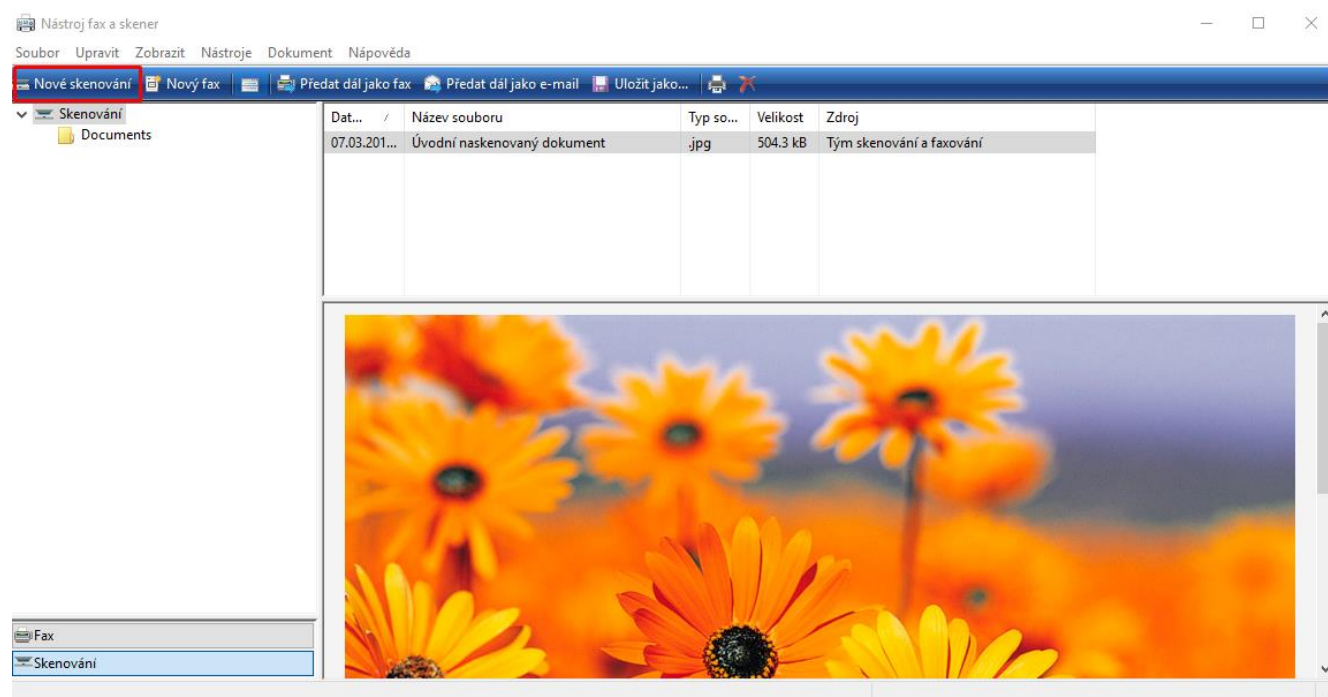 Nástroj fax a skener
Soubor Upravit Zobrazit Nástroje Dokument Nápověda
Nové skenování Nový fax Předat dál jako fax Předat dál jako e-mail Uložit jako...
Skenování
Documents
Dat... Název souboru Typ so... Velikost Zdroj
07.03.201... Úvodní naskenovaný dokument .jpg 504.3 kB Tým skenování a faxování
Fax
Skenování